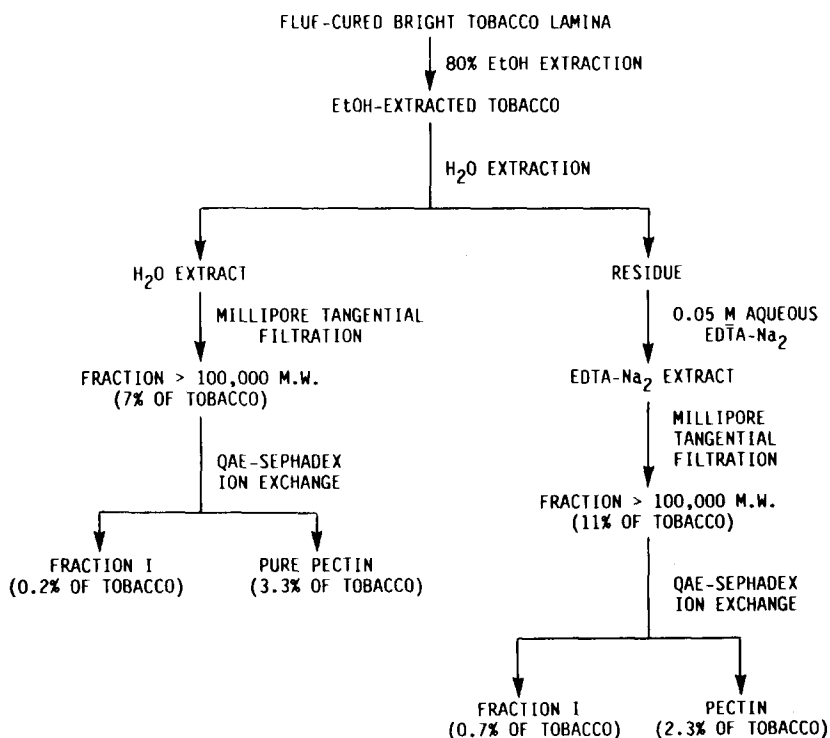 FLUE-CURED BRIGHT TOBACCO LAMINA
80% EtOH EXTRACTION
EtOH-EXTRACTED TOBACCO
H₂O EXTRACTION
H₂O EXTRACT
RESIDUE
MILLIPORE TANGENTIAL
FILTRATION
0.05 M AQUEOUS
EDTA-Na₂
FRACTION > 100,000 M.W.
(7% OF TOBACCO)
EDTA-Na₂ EXTRACT
MILLIPORE
TANGENTIAL
FILTRATION
QAE-SEPHADEX
ION EXCHANGE
FRACTION > 100,000 M.W.
(11% OF TOBACCO)
FRACTION I
(0.2% OF TOBACCO)
PURE PECTIN
(3.3% OF TOBACCO)
QAE-SEPHADEX
ION EXCHANGE
FRACTION I
(0.7% OF TOBACCO)
PECTIN
(2.3% OF TOBACCO)